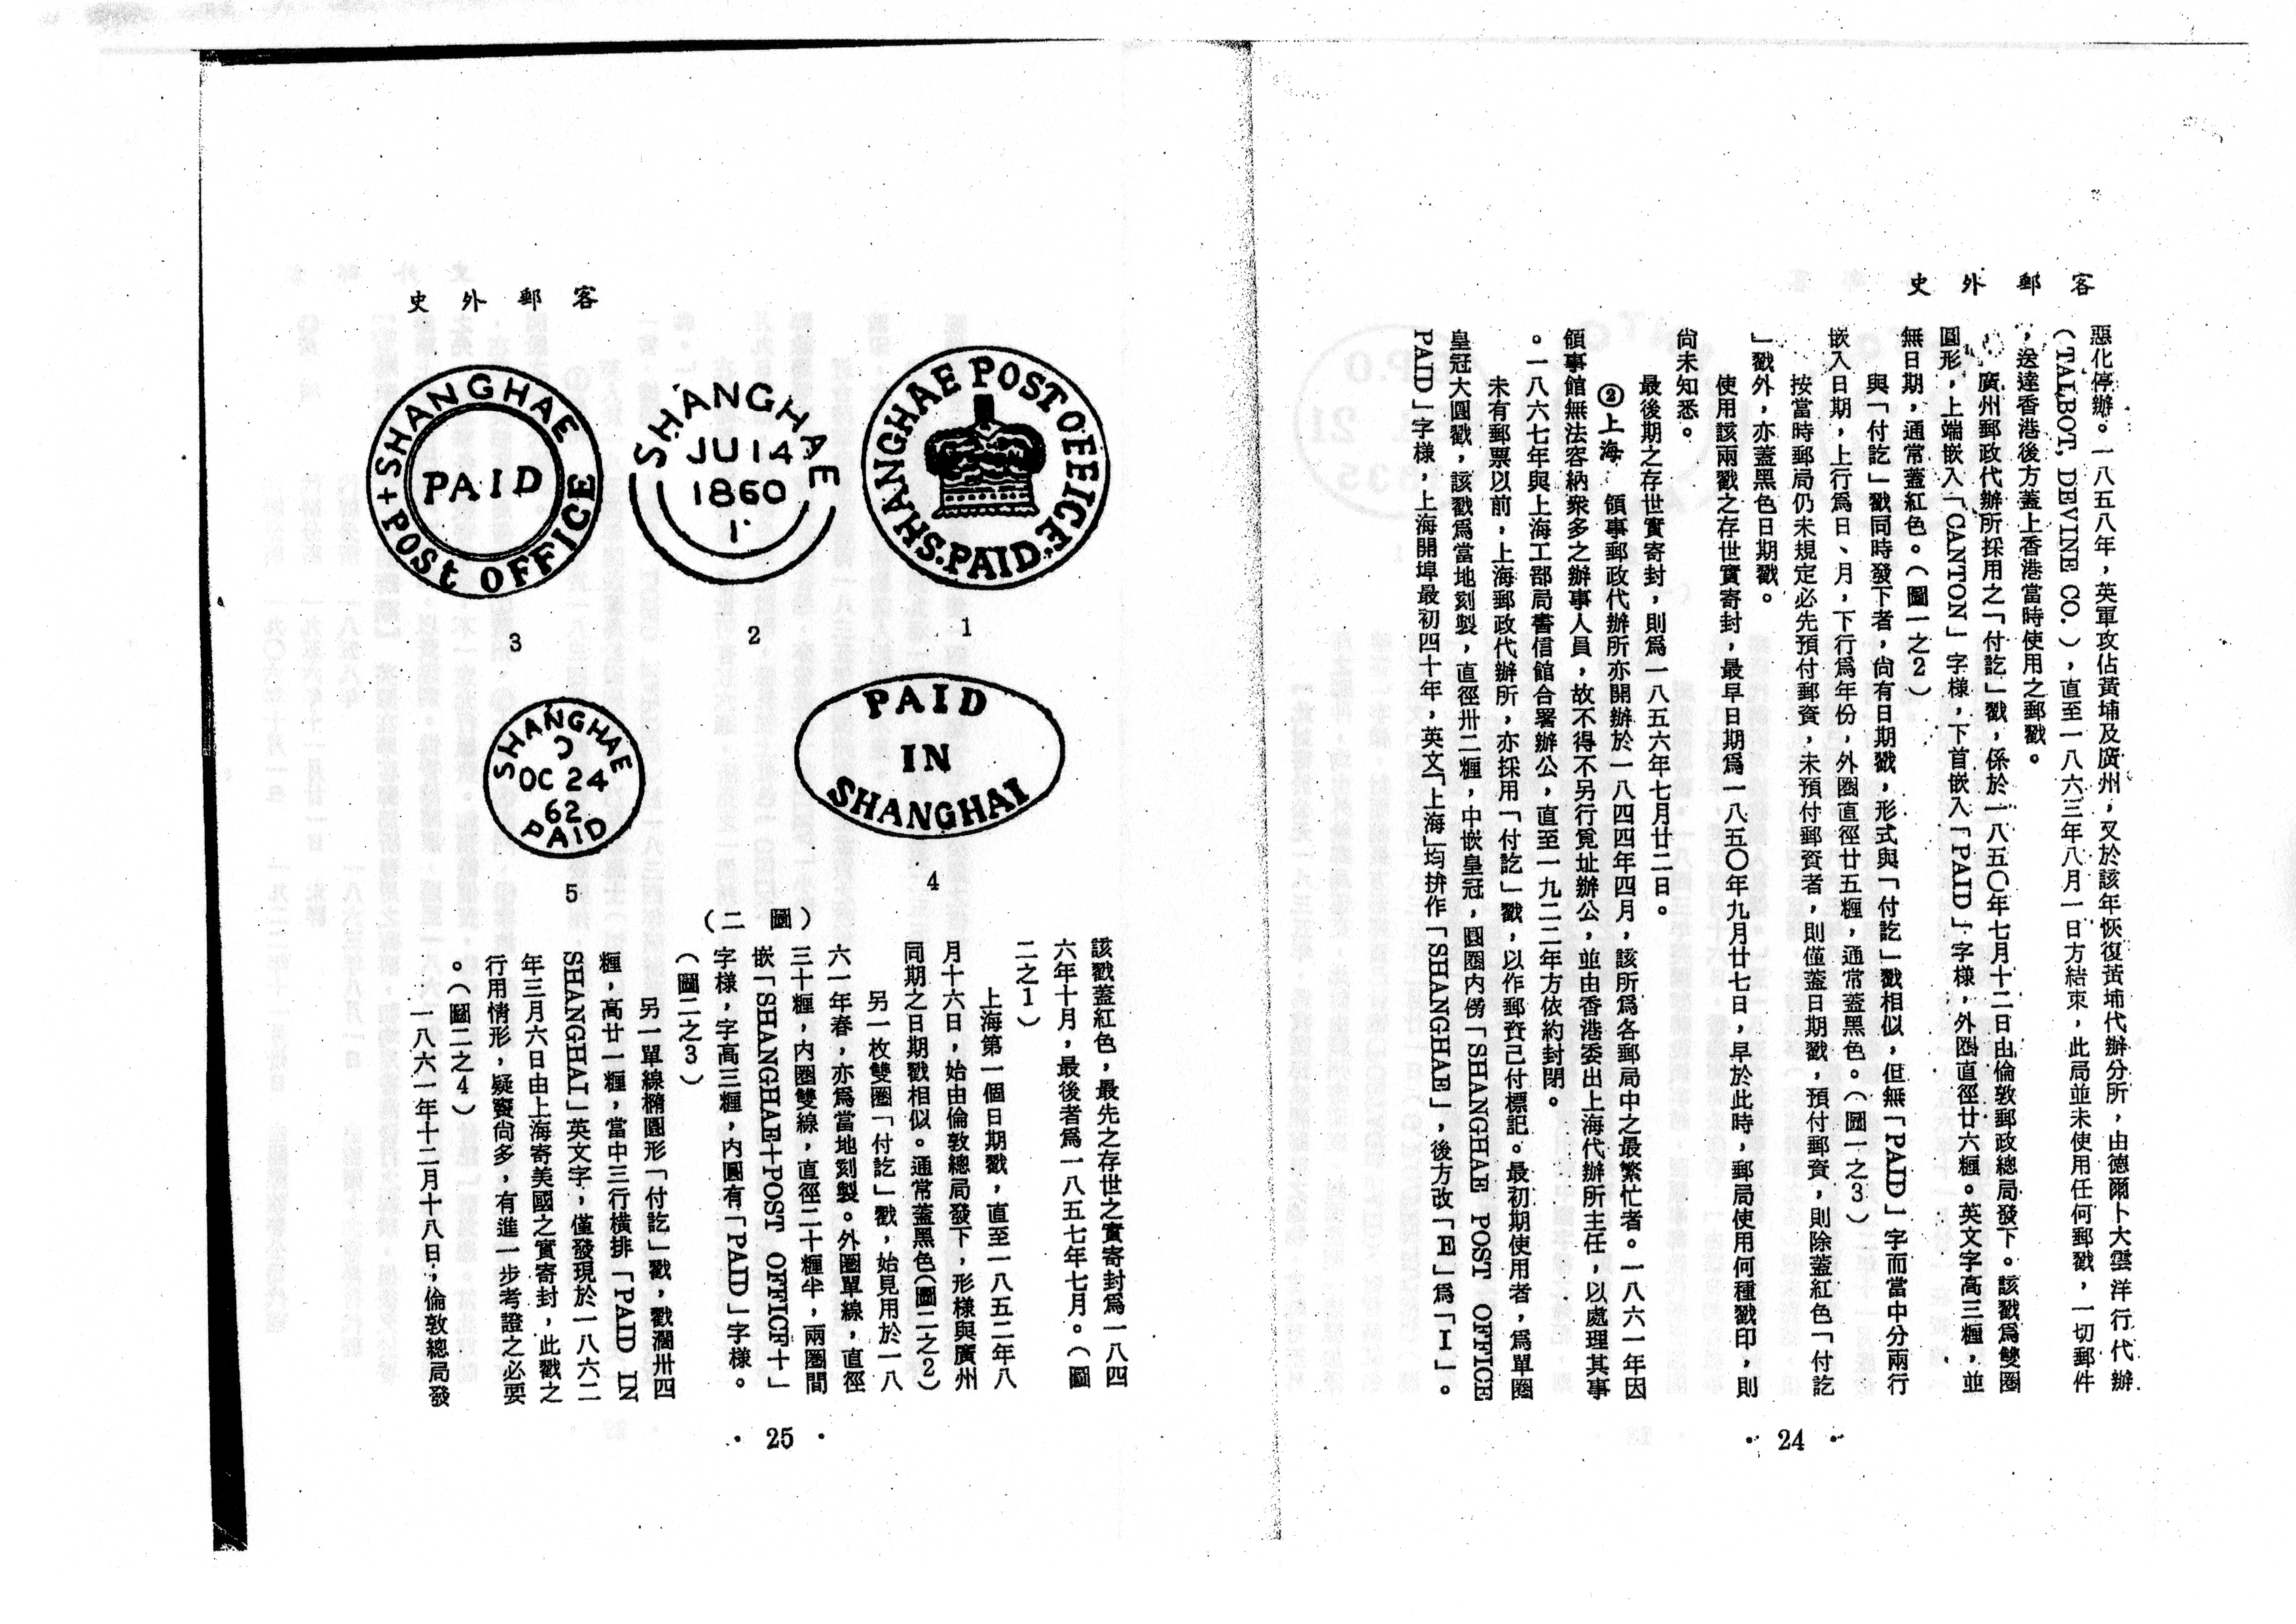 客郵外史
惡化停辦。一八五八年，英軍攻佔黃埔及廣州，又於該年恢復黃埔代辦分所，由德爾卜大雲洋行代辦
（TALBOT, DEVINE CO.），直至一八六三年八月一日方結束，此局並未使用任何郵戳，一切郵件
，送達香港後方蓋上香港當時使用之郵戳。
廣州郵政代辦所採用之「付訖」戳，係於一八五〇年七月十二日由倫敦郵政總局發下。該戳爲雙圈
圓形，上端嵌入「CANTON」字樣，下首嵌入「PAID」字樣，外圈直徑廿六糎。英文字高三糎，並
無日期，通常蓋紅色。（圖一之2）
與「付訖」戳同時發下者，尚有日期戳，形式與「付訖」戳相似，但無「PAID」字而當中分兩行
嵌入日期，上行爲日、月，下行爲年份，外圈直徑廿五糎，通常蓋黑色。（圖一之3）
按當時郵局仍未規定必先預付郵資，未預付郵資者，則僅蓋日期戳，預付郵資，則除蓋紅色「付訖
」戳外，亦蓋黑色日期戳。
使用該兩戳之存世實寄封，最早日期爲一八五〇年九月廿七日，早於此時，郵局使用何種戳印，則
尚未知悉。
最後期之存世實寄封，則爲一八五六年七月廿二日。
②上海　領事郵政代辦所亦開辦於一八四四年四月，該所爲各郵局中之最繁忙者。一八六一年因
領事館無法容納衆多之辦事人員，故不得不另行覓址辦公，並由香港委出上海代辦所主任，以處理其事
。一八六七年與上海工部局書信館合署辦公，直至一九二二年方依約封閉。
未有郵票以前，上海郵政代辦所，亦採用「付訖」戳，以作郵資已付標記。最初期使用者，爲單圈
皇冠大圓戳，該戳爲當地刻製，直徑卅二糎，中嵌皇冠，圓圈內傍「SHANGHAE POST OFFICE
PAID」字樣，上海開埠最初四十年，英文「上海」均拚作「SHANGHAE」，後方改「E」爲「I」。
· 24 ·
客郵外史
SHANGHAE POST OFFICE.PAID.
1
SHANGHAE
JU 14
1860
1
2
SHANGHAE
PAID
+POSt OFFICE
3
PAID
IN
SHANGHAI
4
SHANGHAE
OC 24
62
PAID
5
（圖二）
該戳蓋紅色，最先之存世之實寄封爲一八四
六年十月，最後者爲一八五七年七月。（圖
二之1）
上海第一個日期戳，直至一八五二年八
月十六日，始由倫敦總局發下，形樣與廣州
同期之日期戳相似。通常蓋黑色（圖二之2）
另一枚雙圈「付訖」戳，始見用於一八
六一年春，亦爲當地刻製。外圈單線，直徑
三十糎，內圈雙線，直徑二十糎半，兩圈間
嵌「SHANGHAE+POST OFFICE+」
字樣，字高三糎，內圓有「PAID」字樣。
（圖二之3）
另一單線橢圓形「付訖」戳，戳濶卅四
糎，高廿一糎，當中三行橫排「PAID IN
SHANGHAI」英文字，僅發現於一八六二
年三月六日由上海寄美國之實寄封，此戳之
行用情形，疑竇尚多，有進一步考證之必要
。（圖二之4）
一八六一年十二月十八日，倫敦總局發
· 25 ·